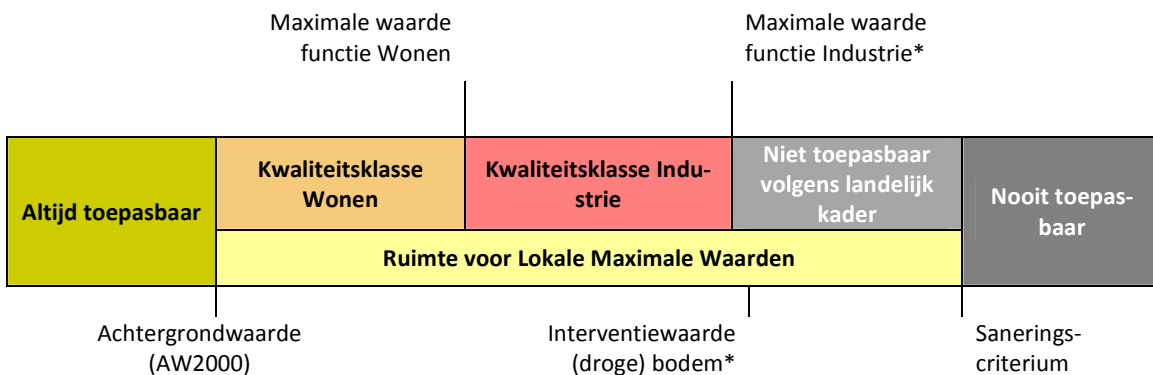 Maximale waarde
functie Wonen
Maximale waarde
functie Industrie*
Altijd toepasbaar
Kwaliteitsklasse
Wonen
Kwaliteitsklasse Indu-
strie
Niet toepasbaar
volgens landelijk
kader
Nooit toepas-
baar
Ruimte voor Lokale Maximale Waarden
Achtergrondwaarde
(AW2000)
Interventiewaarde
(droge) bodem*
Sanerings-
criterium